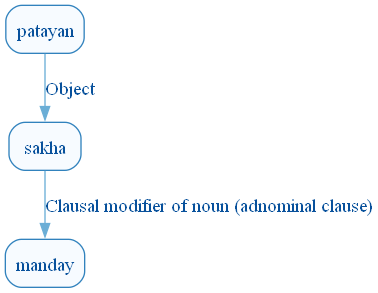 patayan
Object
sakha
Clausal modifier of noun (adnominal clause)
manday